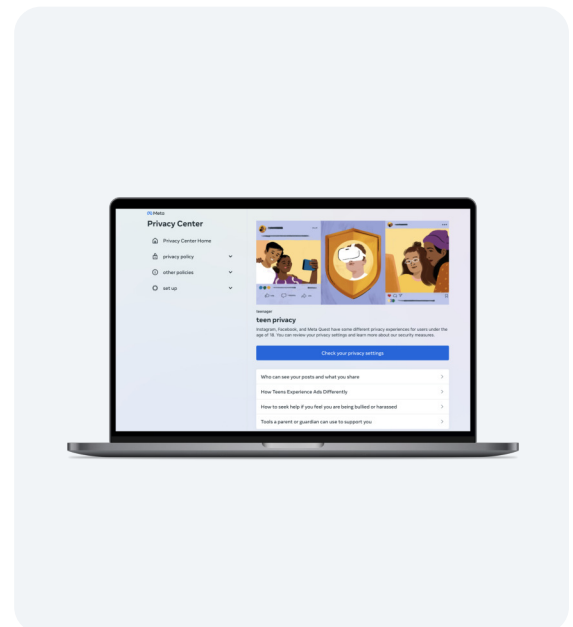 Meta
Privacy Center
Privacy Center Home
privacy policy
other policies
set up
teenager
teen privacy
Instagram, Facebook, and Meta Quest have some different privacy experiences for users under the
age of 18. You can review your privacy settings and learn more about our security measures.
Check your privacy settings
Who can see your posts and what you share
How Teens Experience Ads Differently
How to seek help if you feel you are being bullied or harassed
Tools a parent or guardian can use to support you